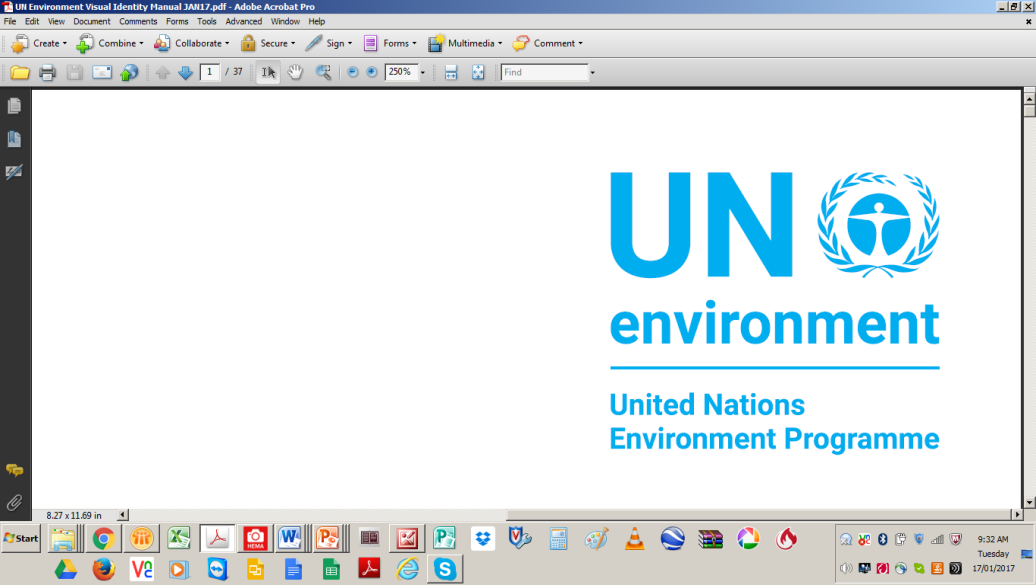 UN Environment Visual Identity Manual JAN17.pdf - Adobe Acrobat Pro
File Edit View Document Comments Forms Tools Advanced Window Help
Create Combine Collaborate Secure Sign Forms Multimedia Comment
1 / 37 250% Find
UN
environment
United Nations
Environment Programme
8.27 x 11.69 in
Start
HEMA
9:32 AM
Tuesday
17/01/2017